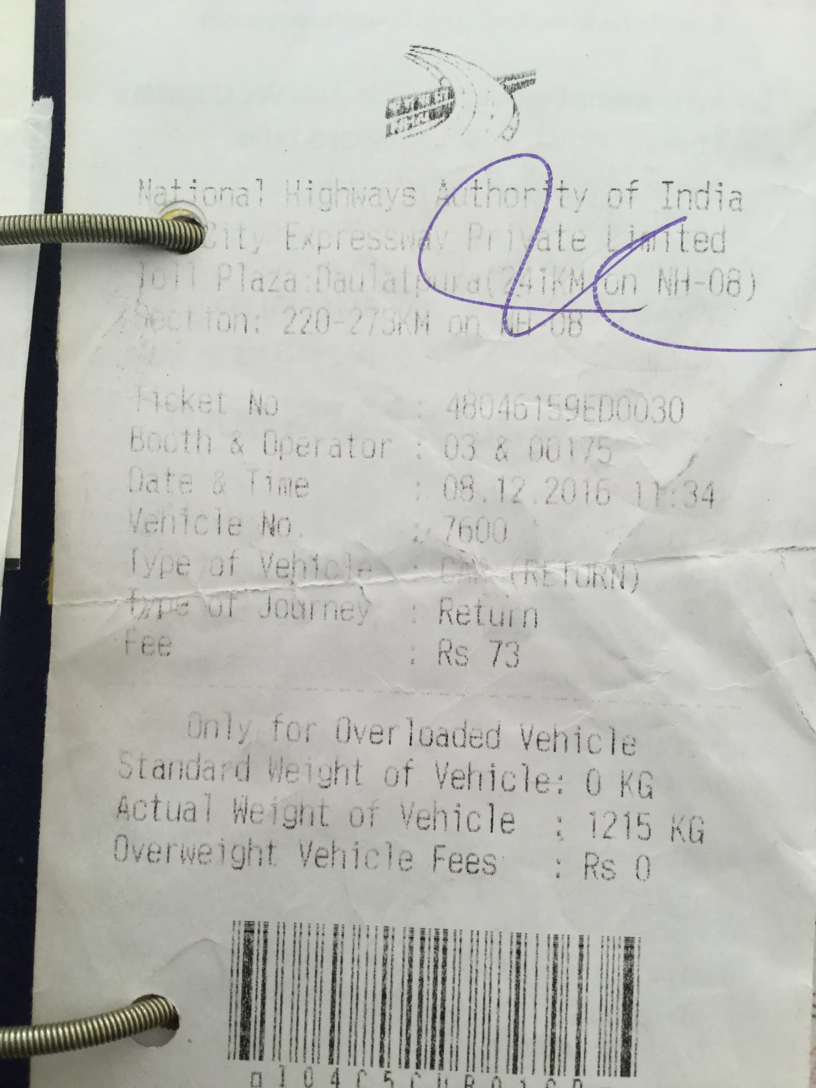 National Highways Authority of India
City Expressway Private Limited
Toll Plaza:Daulatpura(241KM on NH-08)
Section: 220-273KM on NH-08
Ticket No : 48046159ED0030
Booth & Operator : 03 & 00175
Date & Time : 08.12.2016 11:34
Vehicle No. : 7600
Type of Vehicle : CAR (RETURN)
Type of Journey : Return
Fee : Rs 73
Only for Overloaded Vehicle
Standard Weight of Vehicle: 0 KG
Actual Weight of Vehicle : 1215 KG
Overweight Vehicle Fees : Rs 0